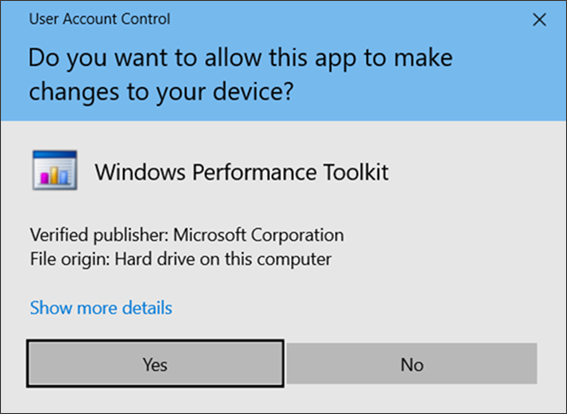 User Account Control
Do you want to allow this app to make
changes to your device?
Windows Performance Toolkit
Verified publisher: Microsoft Corporation
File origin: Hard drive on this computer
Show more details
Yes
No